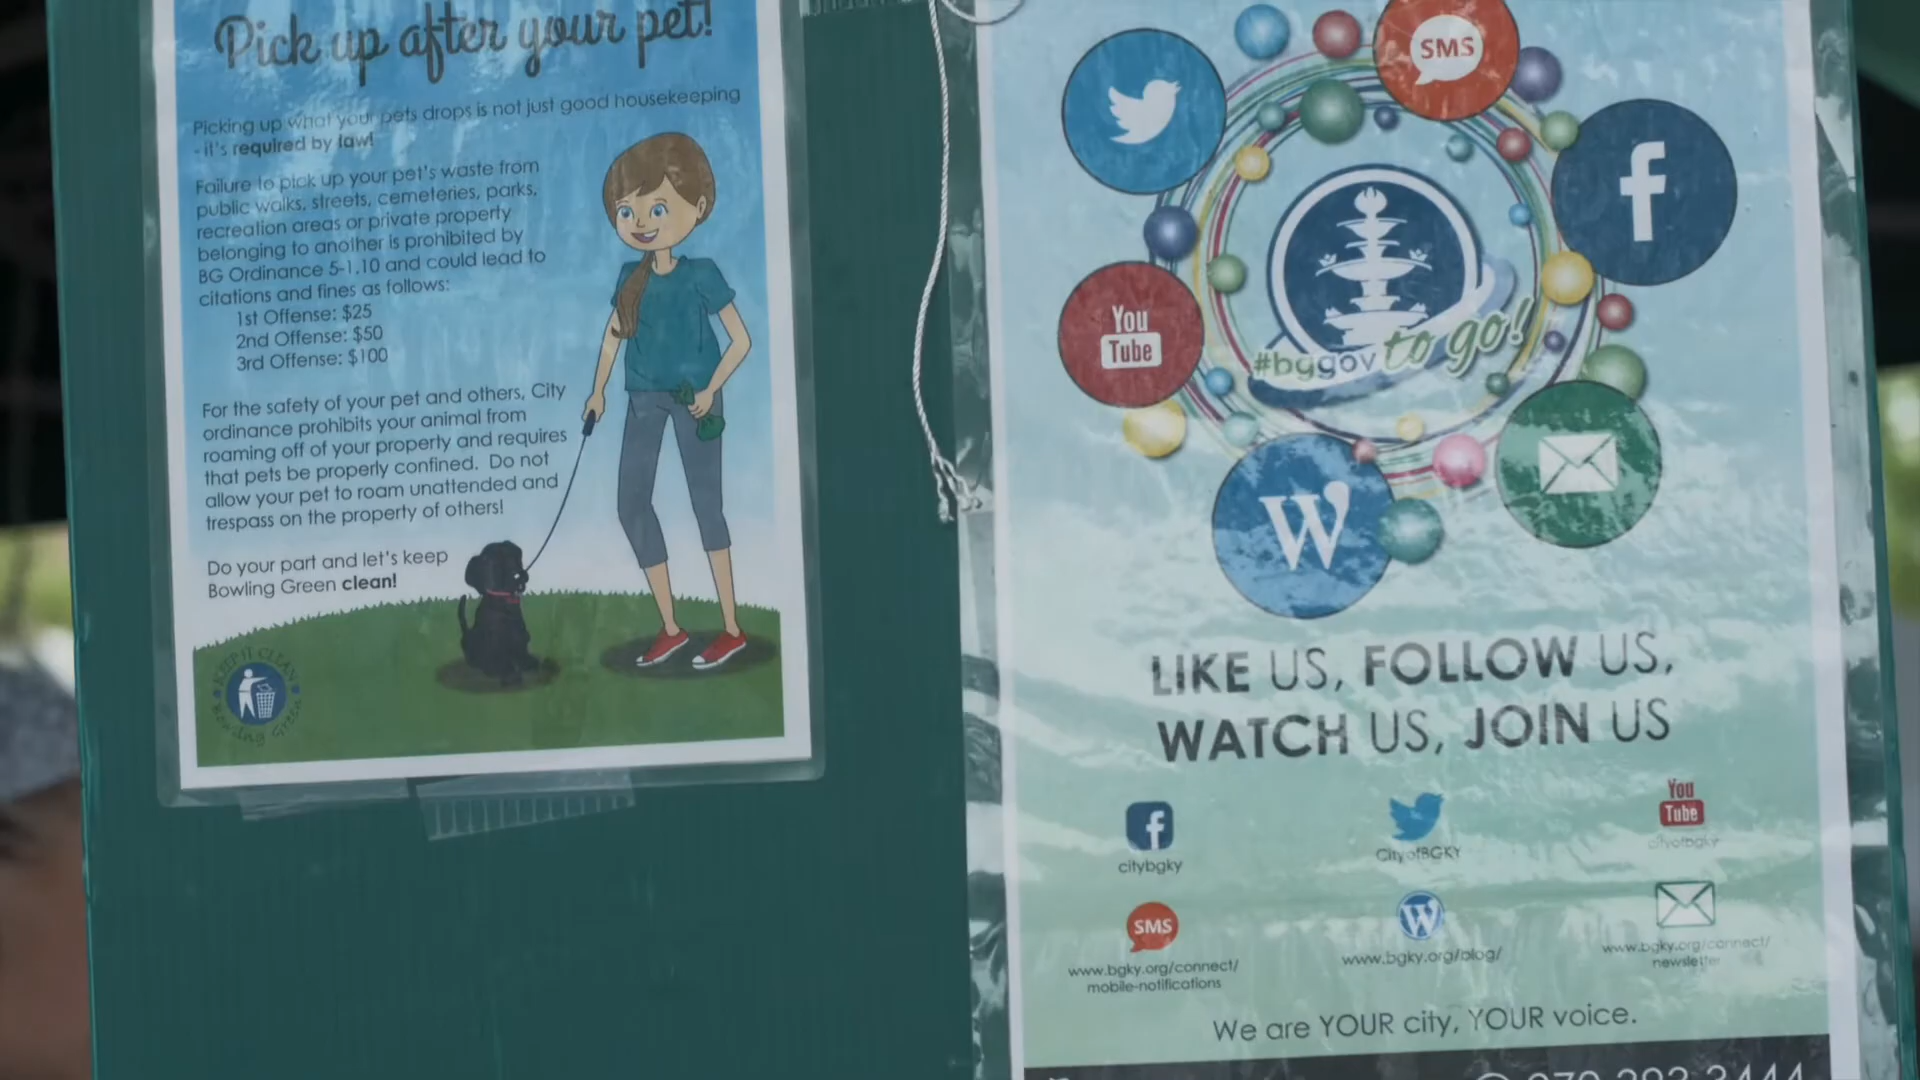 Pick up after your pet!
Picking up what your pets drops is not just good housekeeping
- it's required by law!
Failure to pick up your pet's waste from
public walks, streets, cemeteries, parks,
recreation areas or private property
belonging to another is prohibited by
BG Ordinance 5-1.10 and could lead to
citations and fines as follows:
1st Offense: $25
2nd Offense: $50
3rd Offense: $100
For the safety of your pet and others, City
ordinance prohibits your animal from
roaming off of your property and requires
that pets be properly confined. Do not
allow your pet to roam unattended and
trespass on the property of others!
Do your part and let's keep
Bowling Green clean!
KEEP IT CLEAN
Bowling Green
SMS
f
You
Tube
#bggov to go!
W
LIKE US, FOLLOW US,
WATCH US, JOIN US
f
citybgky
CityofBGKY
You
Tube
cityofbgky
SMS
www.bgky.org/connect/
mobile-notifications
W
www.bgky.org/blog/
www.bgky.org/connect/
newsletter
We are YOUR city, YOUR voice.